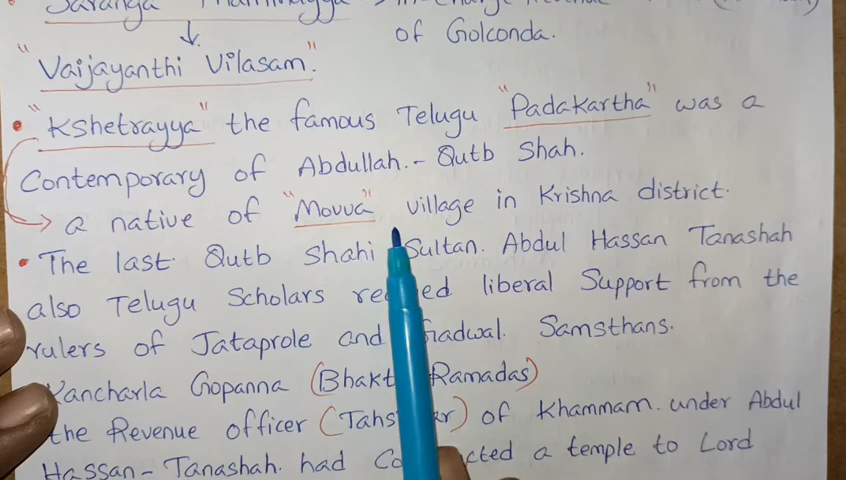 Saranga Thammayya
of Golconda.
"Vaijayanthi Vilasam".
• "Kshetrayya" the famous Telugu "Padakartha" was a
Contemporary of Abdullah - Qutb Shah.
→ a native of "Movva" village in Krishna district.
• The last Qutb Shahi Sultan. Abdul Hassan Tanashah
also Telugu Scholars liberal Support from the
rulers of Jataprole and Samsthans.
Kancharla Gopanna (Ramadas)
the Revenue officer of Khammam. under Abdul
Hassan - Tanashah. had a temple to Lord